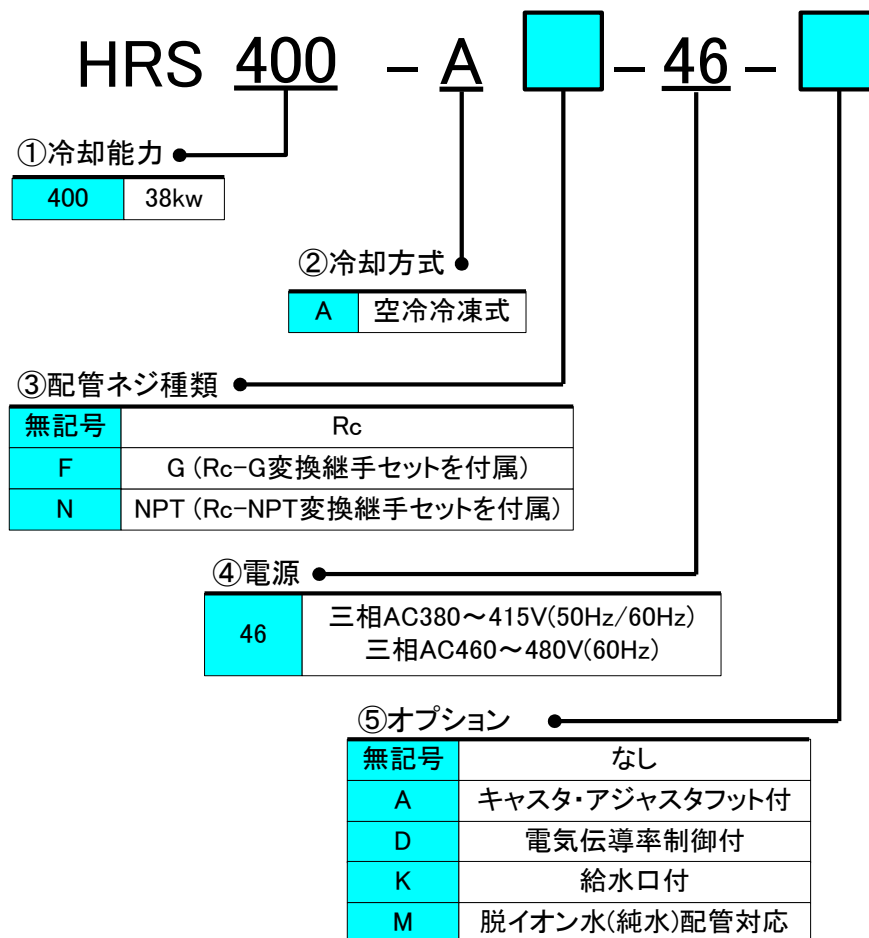 HRS 400 - A - 46 -
①冷却能力
400 38kw
②冷却方式
A 空冷冷凍式
③配管ネジ種類
無記号 Rc
F G (Rc-G変換継手セットを付属)
N NPT (Rc-NPT変換継手セットを付属)
④電源
46 三相AC380～415V(50Hz/60Hz)
三相AC460～480V(60Hz)
⑤オプション
無記号 なし
A キャスタ・アジャスタフット付
D 電気伝導率制御付
K 給水口付
M 脱イオン水(純水)配管対応